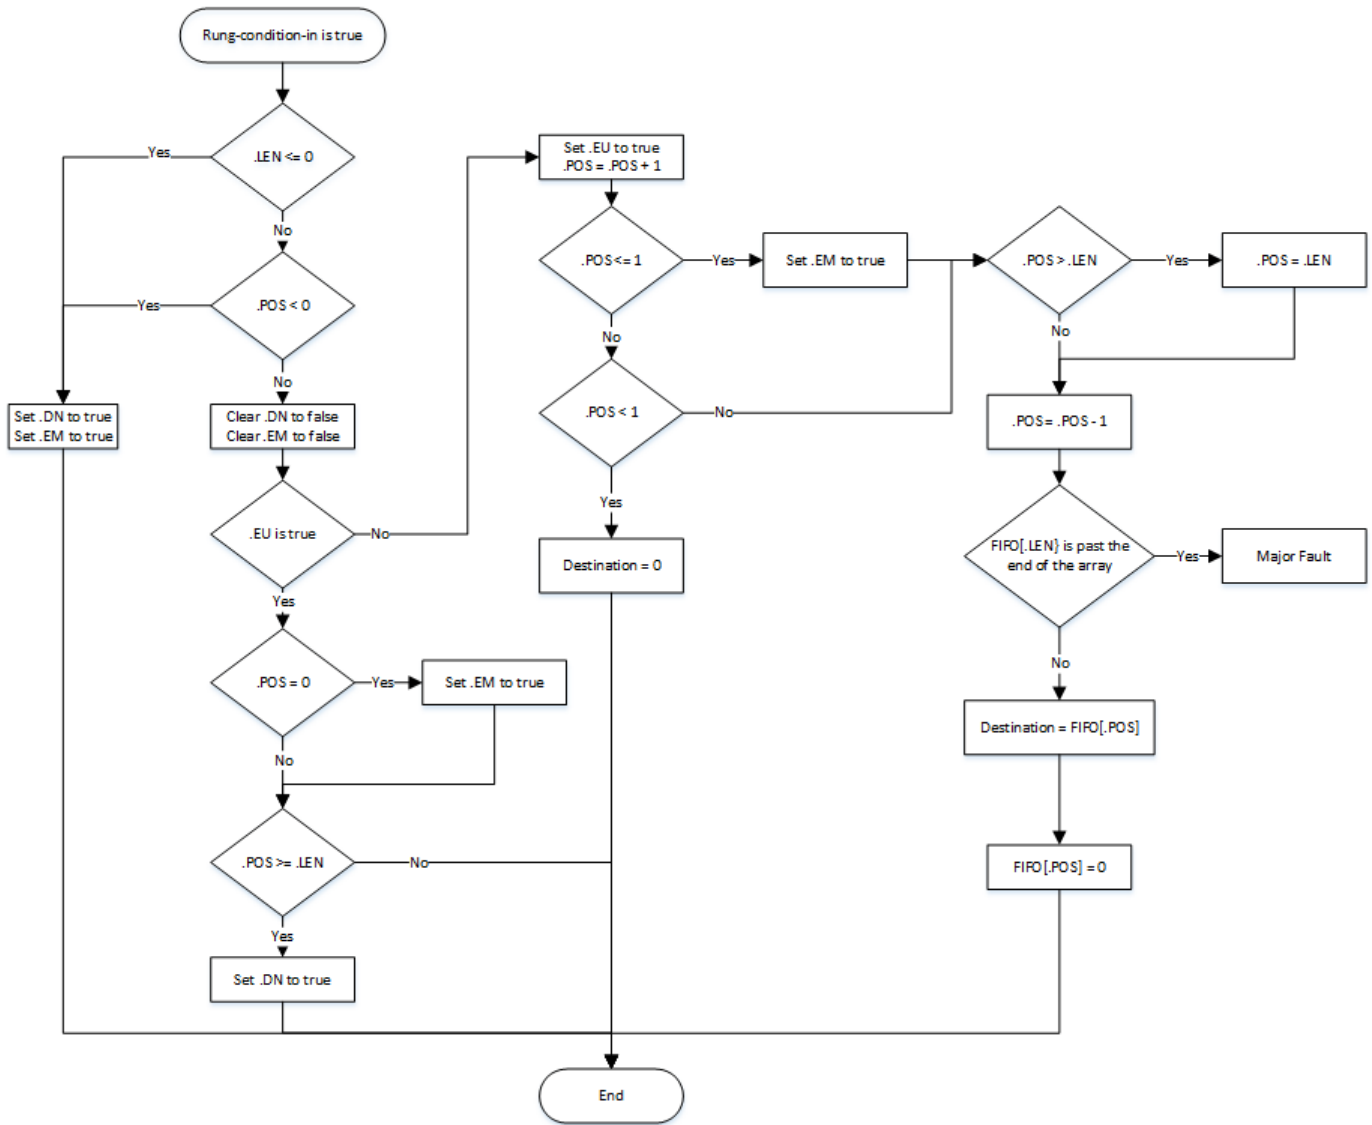 Rung-condition-in is true
.LEN <= 0
Yes
No
.POS < 0
Yes
No
Set .DN to true
Set .EM to true
Clear .DN to false
Clear .EM to false
.EU is true
No
Yes
.POS = 0
Yes
Set .EM to true
No
.POS >= .LEN
No
Yes
Set .DN to true
Set .EU to true
.POS = .POS + 1
.POS <= 1
Yes
Set .EM to true
No
.POS < 1
No
Yes
Destination = 0
.POS > .LEN
Yes
.POS = .LEN
No
.POS = .POS - 1
FIFO[.LEN} is past the
end of the array
Yes
Major Fault
No
Destination = FIFO[.POS]
FIFO[.POS] = 0
End